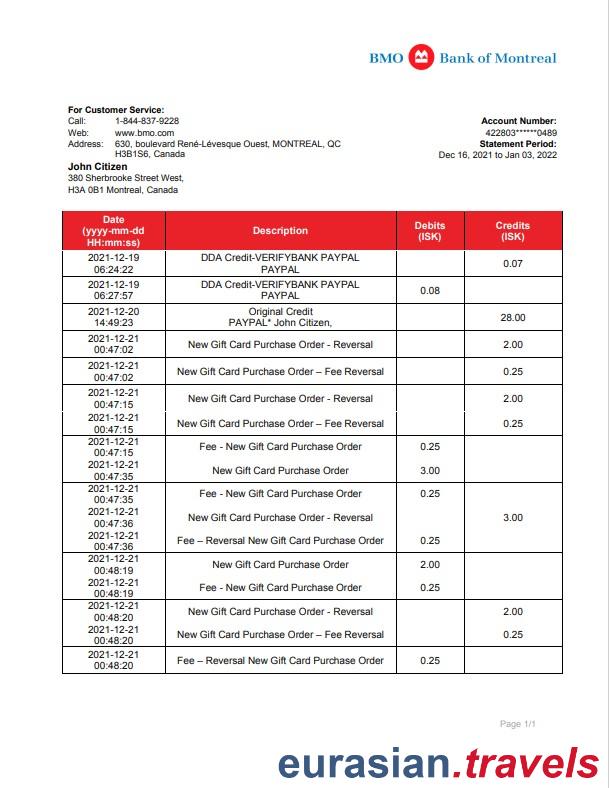 BMO Bank of Montreal
For Customer Service:
Call: 1-844-837-9228
Web: www.bmo.com
Address: 630, boulevard René-Lévesque Ouest, MONTREAL, QC
H3B1S6, Canada
Account Number:
422803******0489
Statement Period:
Dec 16, 2021 to Jan 03, 2022
John Citizen
380 Sherbrooke Street West,
H3A 0B1 Montreal, Canada
Date
(yyyy-mm-dd
HH:mm:ss)
Description
Debits
(ISK)
Credits
(ISK)
2021-12-19
06:24:22
DDA Credit-VERIFYBANK PAYPAL
PAYPAL
0.07
2021-12-19
06:27:57
DDA Credit-VERIFYBANK PAYPAL
PAYPAL
0.08
2021-12-20
14:49:23
Original Credit
PAYPAL* John Citizen,
28.00
2021-12-21
00:47:02
New Gift Card Purchase Order - Reversal
2.00
2021-12-21
00:47:02
New Gift Card Purchase Order – Fee Reversal
0.25
2021-12-21
00:47:15
New Gift Card Purchase Order - Reversal
2.00
2021-12-21
00:47:15
New Gift Card Purchase Order – Fee Reversal
0.25
2021-12-21
00:47:15
Fee - New Gift Card Purchase Order
0.25
2021-12-21
00:47:35
New Gift Card Purchase Order
3.00
2021-12-21
00:47:35
Fee - New Gift Card Purchase Order
0.25
2021-12-21
00:47:36
New Gift Card Purchase Order - Reversal
3.00
2021-12-21
00:47:36
Fee – Reversal New Gift Card Purchase Order
0.25
2021-12-21
00:48:19
New Gift Card Purchase Order
2.00
2021-12-21
00:48:19
Fee - New Gift Card Purchase Order
0.25
2021-12-21
00:48:20
New Gift Card Purchase Order - Reversal
2.00
2021-12-21
00:48:20
New Gift Card Purchase Order – Fee Reversal
0.25
2021-12-21
00:48:20
Fee – Reversal New Gift Card Purchase Order
0.25
Page 1/1
eurasian.travels